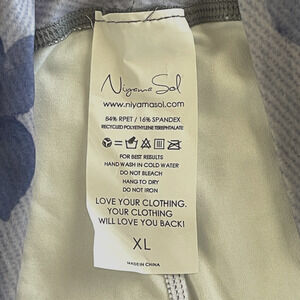 Niyama Sol
www.niyamasol.com
84% RPET / 16% SPANDEX
RECYCLED POLYETHYLENE TEREPHTALATE
FOR BEST RESULTS
HAND WASH IN COLD WATER
DO NOT BLEACH
HANG TO DRY
DO NOT IRON
LOVE YOUR CLOTHING.
YOUR CLOTHING
WILL LOVE YOU BACK!
XL
MADE IN CHINA